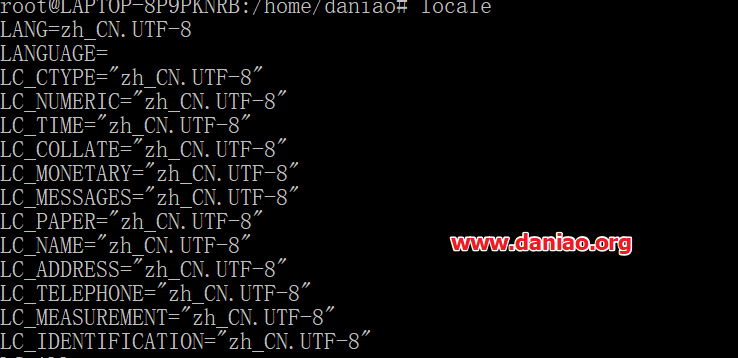 root@LAPTOP-8P9PKNRB:/home/daniao# locale
LANG=zh_CN.UTF-8
LANGUAGE=
LC_CTYPE="zh_CN.UTF-8"
LC_NUMERIC="zh_CN.UTF-8"
LC_TIME="zh_CN.UTF-8"
LC_COLLATE="zh_CN.UTF-8"
LC_MONETARY="zh_CN.UTF-8"
LC_MESSAGES="zh_CN.UTF-8"
LC_PAPER="zh_CN.UTF-8"
LC_NAME="zh_CN.UTF-8"
www.daniao.org
LC_ADDRESS="zh_CN.UTF-8"
LC_TELEPHONE="zh_CN.UTF-8"
LC_MEASUREMENT="zh_CN.UTF-8"
LC_IDENTIFICATION="zh_CN.UTF-8"